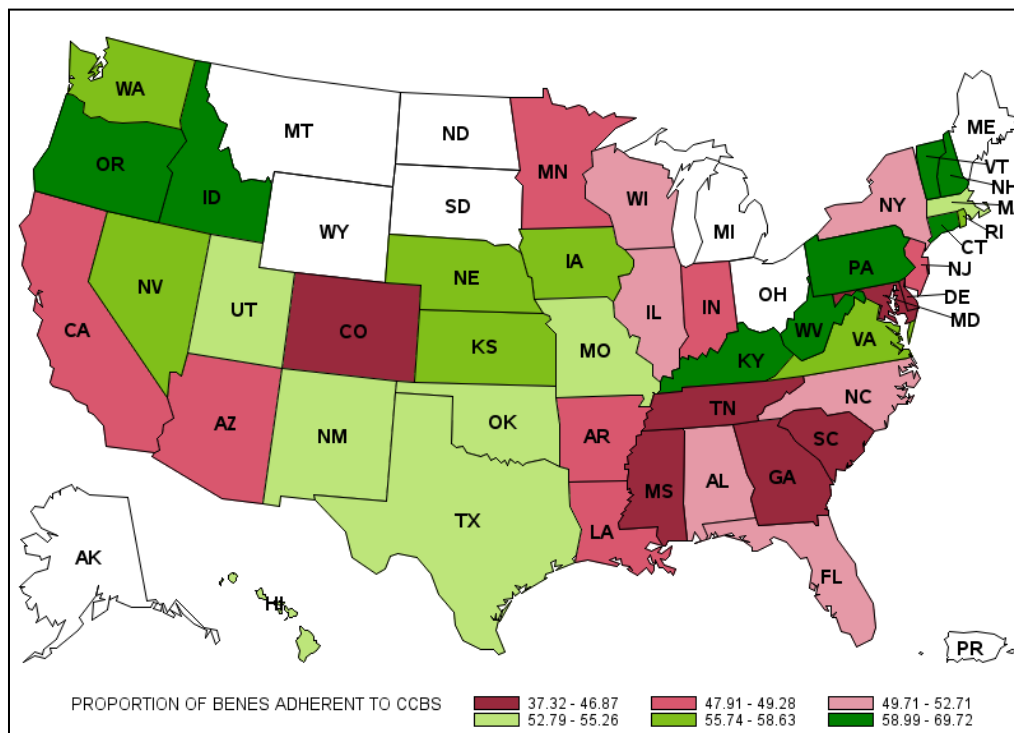 WA
MT
ND
ME
OR
MN
VT
ID
WI
NH
SD
NY
M
WY
MI
RI
CT
NE
IA
PA
NJ
NV
OH
DE
UT
IL
IN
MD
CA
CO
WV
KS
MO
VA
KY
NC
TN
AZ
OK
NM
AR
SC
MS
AL
GA
TX
LA
AK
FL
HI
PR
PROPORTION OF BENES ADHERENT TO CCBS
37.32 - 46.87
47.91 - 49.28
49.71 - 52.71
52.79 - 55.26
55.74 - 58.63
58.99 - 69.72